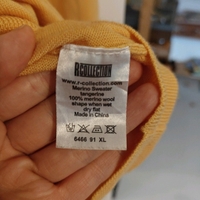 R-COLLECTION
www.r-collection.com
Merino Sweater
tangerine
100% merino wool
shape when wet
dry flat
Made in China
6466 91 XL